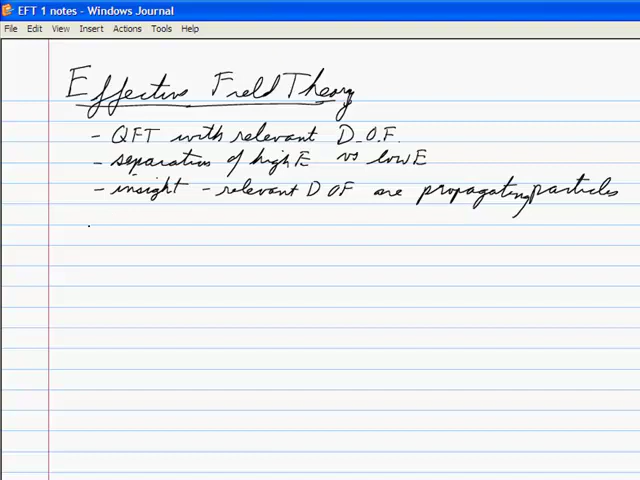 EFT 1 notes - Windows Journal
File Edit View Insert Actions Tools Help
Effective Field Theory
- QFT with relevant D.O.F.
- separation of high E vs low E
- insight - relevant DOF are propagating particles